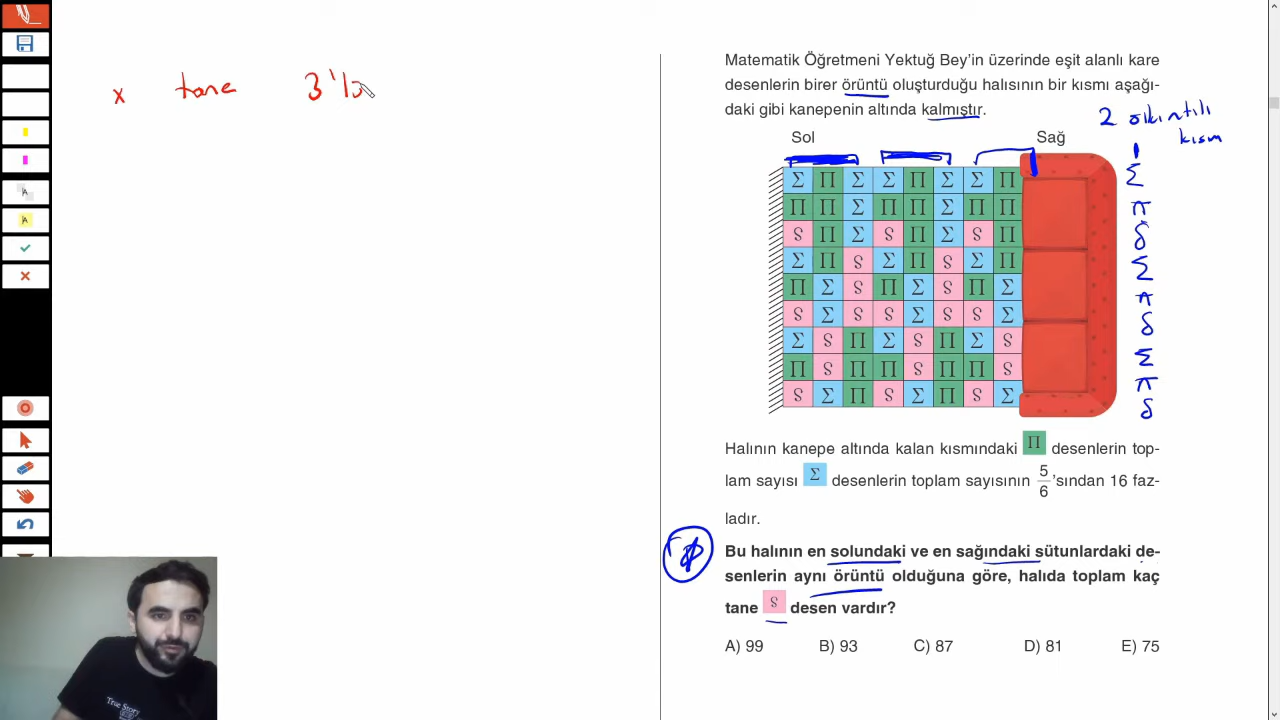 x tane 3'lü
Matematik Öğretmeni Yektuğ Bey'in üzerinde eşit alanlı kare
desenlerin birer örüntü oluşturduğu halısının bir kısmı aşağı-
daki gibi kanepenin altında kalmıştır.
2 sıkıntılı
kısım
Sol Sağ
Σ Π Σ Σ Π Σ Σ Π Σ
Π Π Σ Π Π Σ Π Π π
S Π Σ S Π Σ S Π δ
Σ Π S Σ Π S Σ Π Σ
Π Σ S Π Σ S Π Σ π
S Σ S S Σ S S Σ δ
Σ S Π Σ S Π Σ S Σ
Π S Π Π S Π Π S π
S Σ Π S Σ Π S Σ δ
Halının kanepe altında kalan kısmındaki Π desenlerin top-
lam sayısı Σ desenlerin toplam sayısının 5/6'sından 16 faz-
ladır.
Bu halının en solundaki ve en sağındaki sütunlardaki de-
senlerin aynı örüntü olduğuna göre, halıda toplam kaç
tane S desen vardır?
A) 99 B) 93 C) 87 D) 81 E) 75
True Story